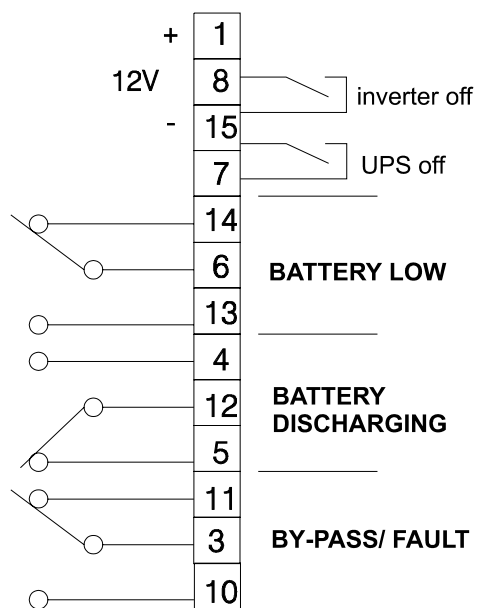 + 1
12V 8 inverter off
- 15
7 UPS off
14
6 BATTERY LOW
13
4
12 BATTERY
DISCHARGING
5
11
3 BY-PASS/ FAULT
10